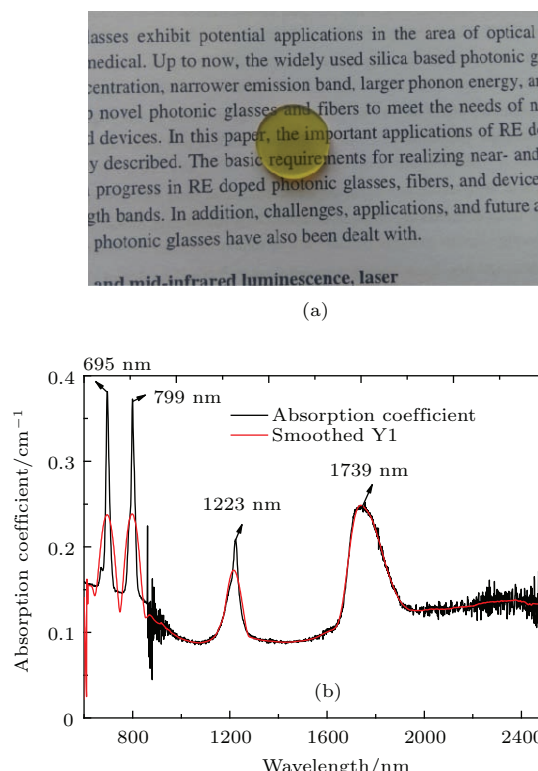 lasses exhibit potential applications in the area of optical
medical. Up to now, the widely used silica based photonic g
centration, narrower emission band, larger phonon energy, a
novel photonic glasses and fibers to meet the needs of n
d devices. In this paper, the important applications of RE d
y described. The basic requirements for realizing near- and
progress in RE doped photonic glasses, fibers, and device
gth bands. In addition, challenges, applications, and future a
photonic glasses have also been dealt with.
and mid-infrared luminescence, laser
(a)
695 nm
799 nm
Absorption coefficient
Smoothed Y1
1223 nm
1739 nm
Absorption coefficient/cm⁻¹
0.4
0.3
0.2
0.1
0
(b)
800 1200 1600 2000 2400
Wavelength/nm